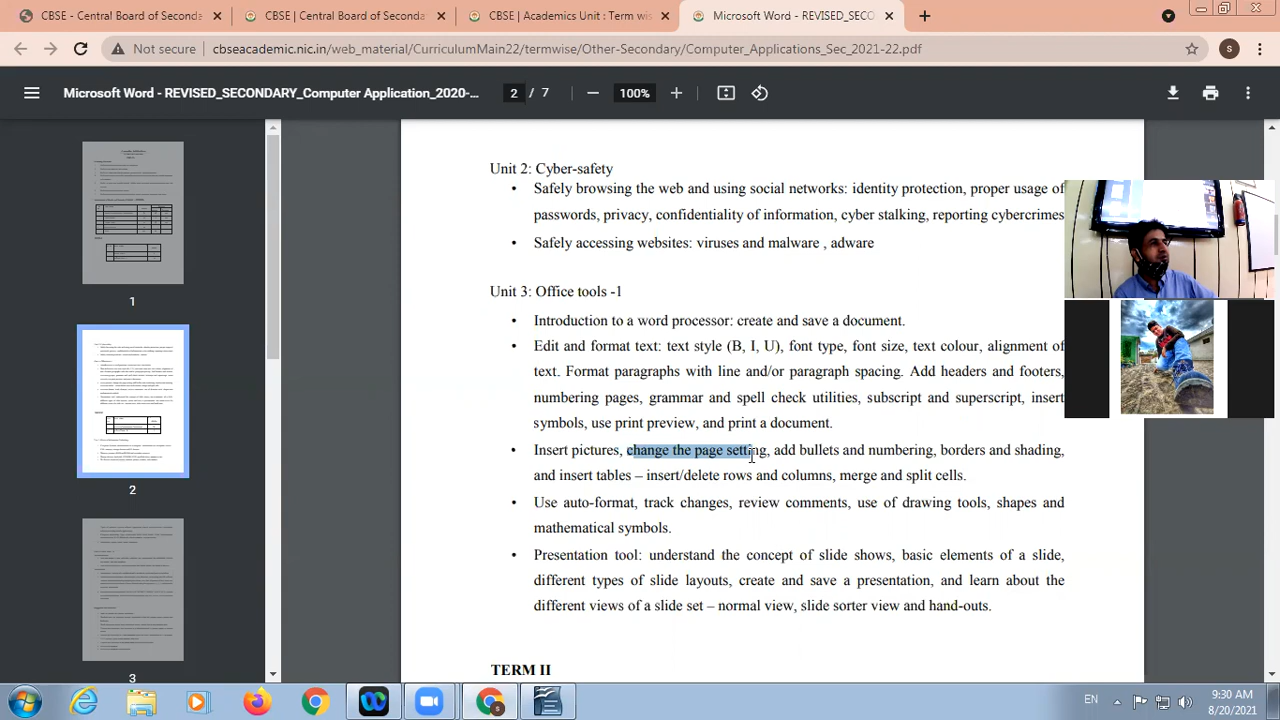 CBSE - Central Board of Second:
CBSE | Central Board of Seconda
CBSE | Academics Unit : Term wis
Microsoft Word - REVISED_SECO
Not secure
cbseacademic.nic.in/web_material/CurriculumMain22/termwise/Other-Secondary/Computer_Applications_Sec_2021-22.pdf
S
Microsoft Word - REVISED_SECONDARY_Computer Application_2020-...
2 / 7
100%
1
2
3
Unit 2: Cyber-safety
• Safely browsing the web and using social networks: identity protection, proper usage of
passwords, privacy, confidentiality of information, cyber stalking, reporting cybercrimes
• Safely accessing websites: viruses and malware , adware
Unit 3: Office tools -1
• Introduction to a word processor: create and save a document.
• Edit and format text: text style (B, I, U), font type, font size, text colour, alignment of
text. Format paragraphs with line and/or paragraph spacing. Add headers and footers,
numbering pages, grammar and spell check utilities, subscript and superscript, insert
symbols, use print preview, and print a document.
• Insert pictures, change the page setting, add bullets and numbering, borders and shading,
and insert tables – insert/delete rows and columns, merge and split cells.
• Use auto-format, track changes, review comments, use of drawing tools, shapes and
mathematical symbols.
• Presentation tool: understand the concept of slide shows, basic elements of a slide,
different types of slide layouts, create and save a presentation, and learn about the
different views of a slide set – normal view, slide sorter view and hand-outs.
TERM II
EN
9:30 AM
8/20/2021